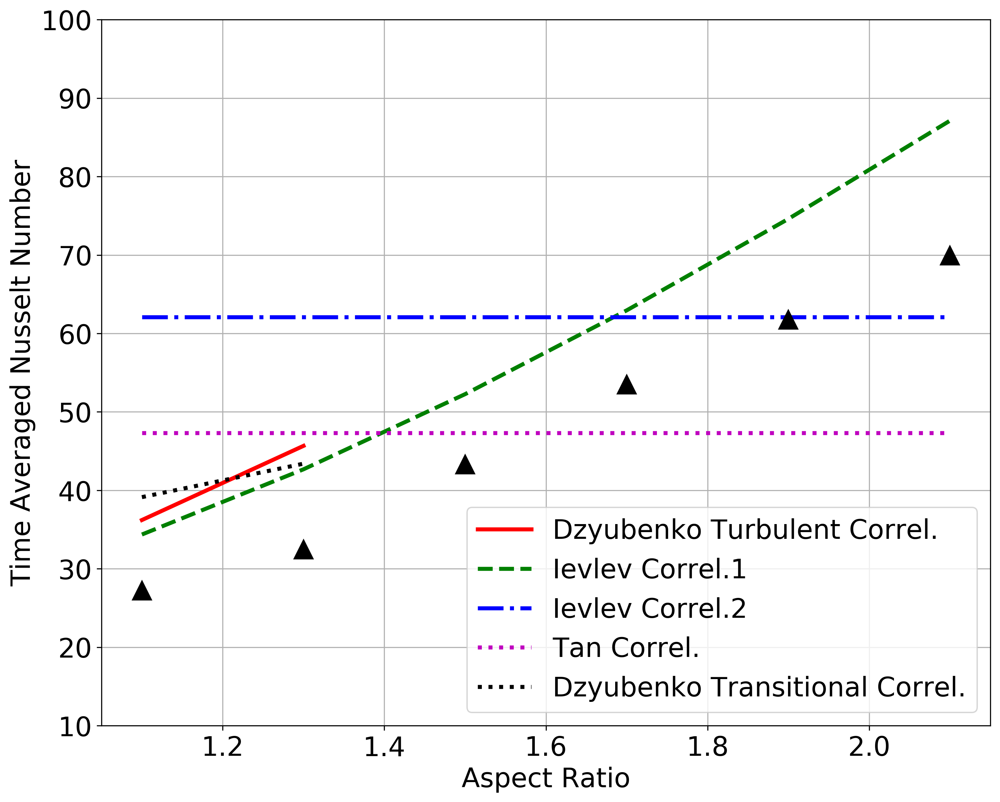 100
90
80
70
60
50
40
30
20
10
Time Averaged Nusselt Number
Dzyubenko Turbulent Correl.
Ievlev Correl.1
Ievlev Correl.2
Tan Correl.
Dzyubenko Transitional Correl.
1.2 1.4 1.6 1.8 2.0
Aspect Ratio